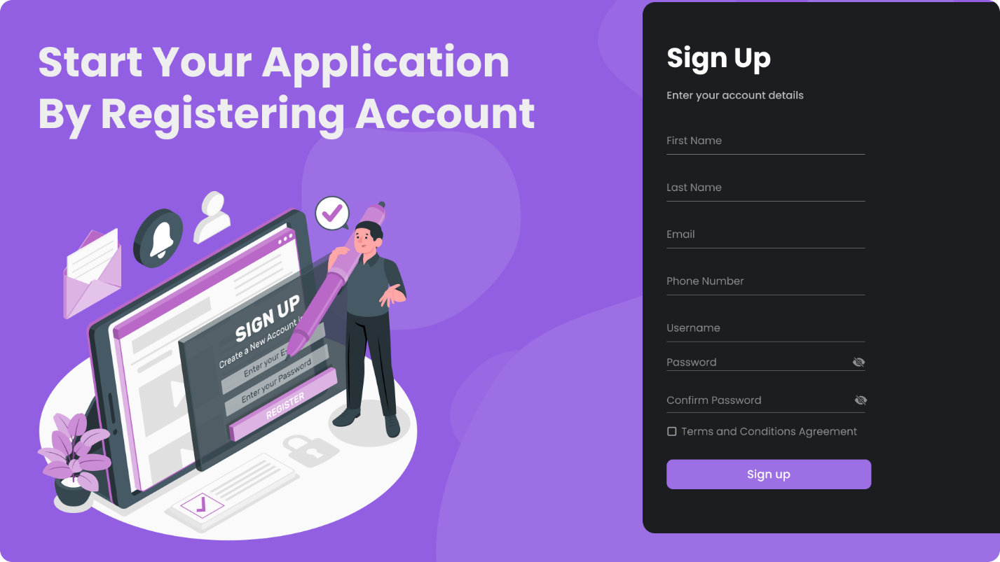 Start Your Application
By Registering Account
SIGN UP
Create a New Account
Enter your E-
Enter your Password
REGISTER
Sign Up
Enter your account details
First Name
Last Name
Email
Phone Number
Username
Password
Confirm Password
Terms and Conditions Agreement
Sign up